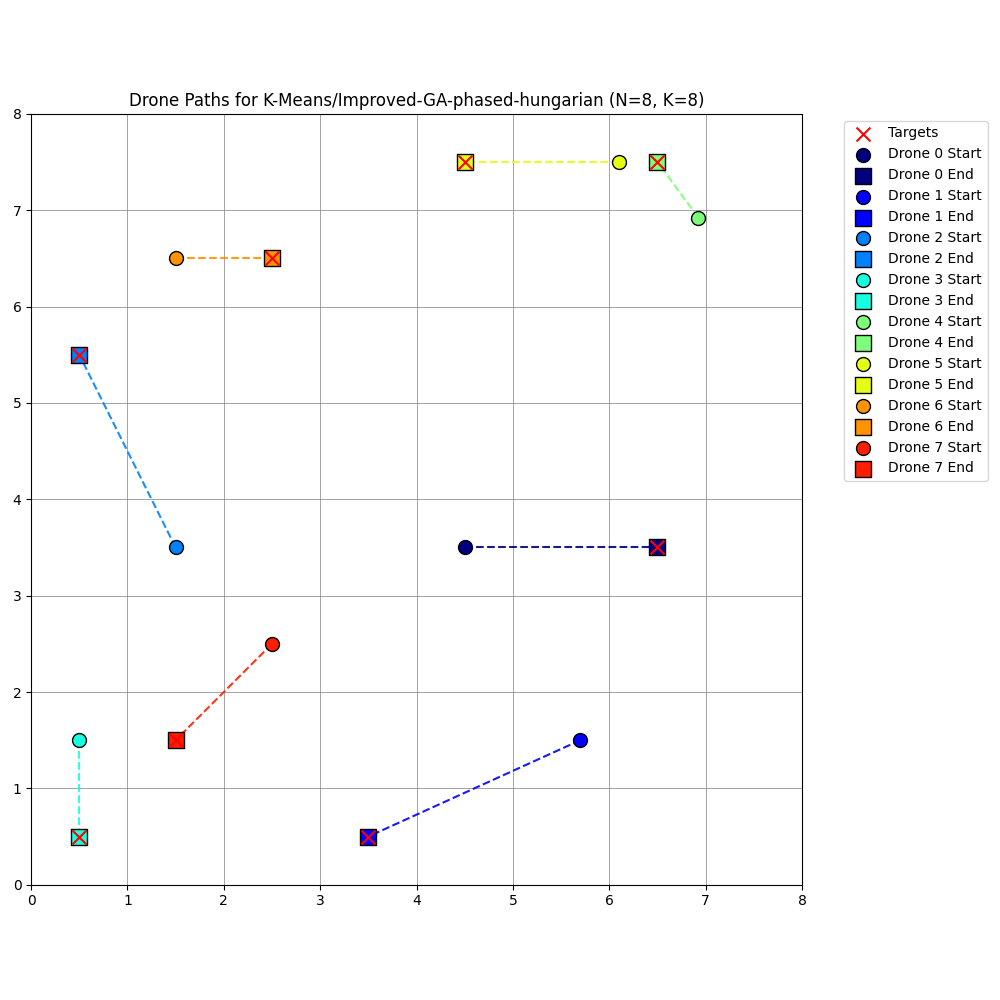 Drone Paths for K-Means/Improved-GA-phased-hungarian (N=8, K=8)
8
7
6
5
4
3
2
1
0
0 1 2 3 4 5 6 7 8
Targets
Drone 0 Start
Drone 0 End
Drone 1 Start
Drone 1 End
Drone 2 Start
Drone 2 End
Drone 3 Start
Drone 3 End
Drone 4 Start
Drone 4 End
Drone 5 Start
Drone 5 End
Drone 6 Start
Drone 6 End
Drone 7 Start
Drone 7 End